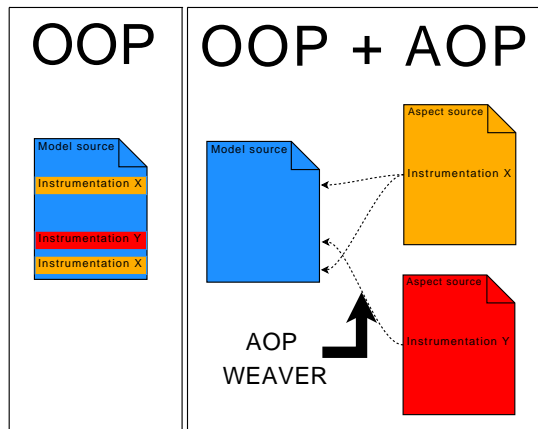 OOP
Model source
Instrumentation X
Instrumentation Y
Instrumentation X
OOP + AOP
Model source
Aspect source
Instrumentation X
Aspect source
Instrumentation Y
AOP
WEAVER